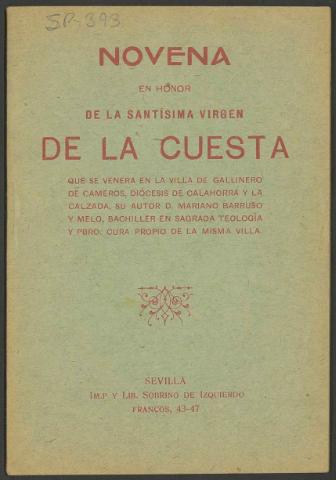 SP-393
NOVENA
EN HONOR
DE LA SANTÍSIMA VIRGEN
DE LA CUESTA
QUE SE VENERA EN LA VILLA DE GALLINERO
DE CAMEROS, DIÓCESIS DE CALAHORRA Y LA
CALZADA, SU AUTOR D. MARIANO BARRUSO
Y MELO, BACHILLER EN SAGRADA TEOLOGÍA
Y PBRO. CURA PROPIO DE LA MISMA VILLA.
SEVILLA
IMP. Y LIB. SOBRINO DE IZQUIERDO
FRANCOS, 43-47